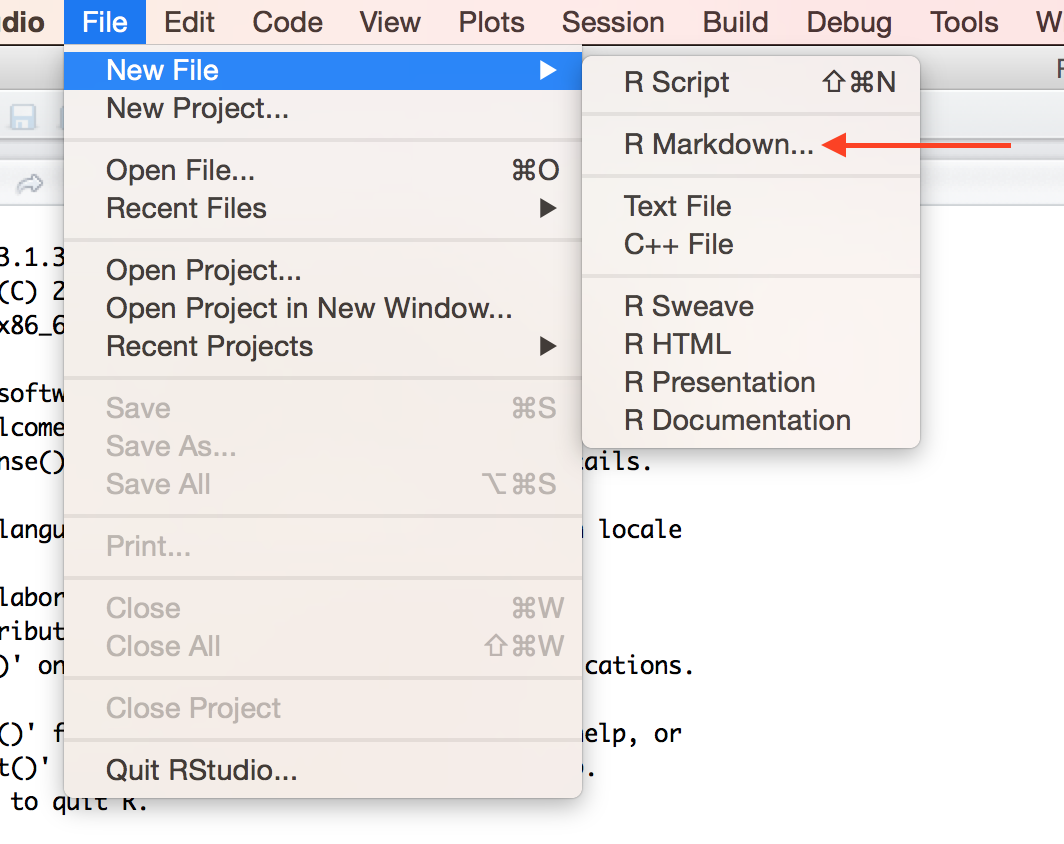 dio File Edit Code View Plots Session Build Debug Tools W
New File
New Project...
Open File... ⌘O
Recent Files
Open Project...
Open Project in New Window...
Recent Projects
Save ⌘S
Save As...
Save All ⌥⌘S
Print...
Close ⌘W
Close All ⇧⌘W
Close Project
Quit RStudio...
R Script ⇧⌘N
R Markdown...
Text File
C++ File
R Sweave
R HTML
R Presentation
R Documentation
3.1.3
(C) 2
x86_6
softw
lcome
nse() ails.
langu locale
labor
ribut
)' on cations.
()' f elp, or
t()' .
to quit R.